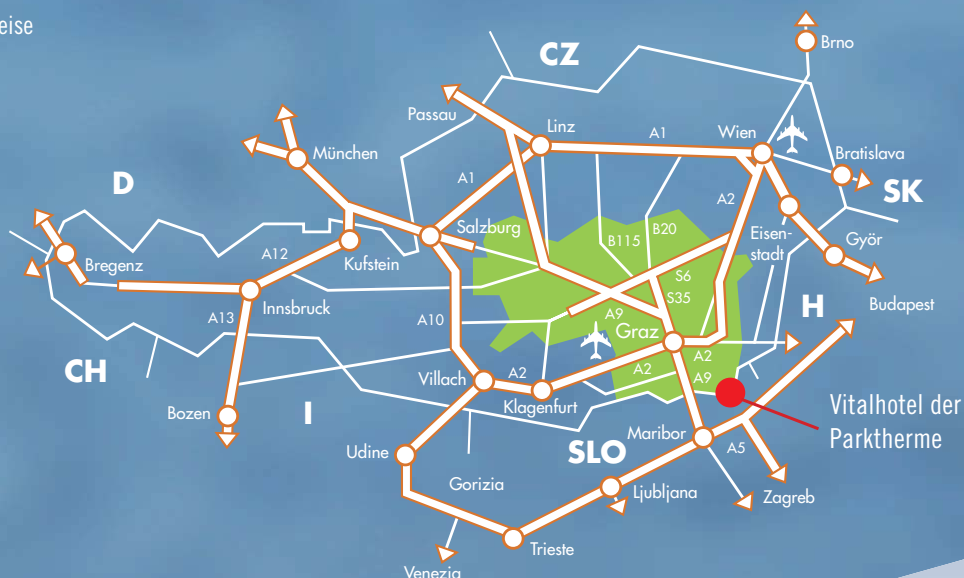 eise
Brno
CZ
Passau
Linz
A1
Wien
München
Bratislava
D
A1
SK
A2
Salzburg
B115
B20
Eisen-
stadt
Györ
Bregenz
A12
Kufstein
S6
Budapest
Innsbruck
S35
A13
A10
A9
Graz
H
CH
A2
A2
Villach
A2
A9
Klagenfurt
Bozen
I
Vitalhotel der
Parktherme
Maribor
A5
Udine
SLO
Gorizia
Ljubljana
Zagreb
Trieste
Venezia